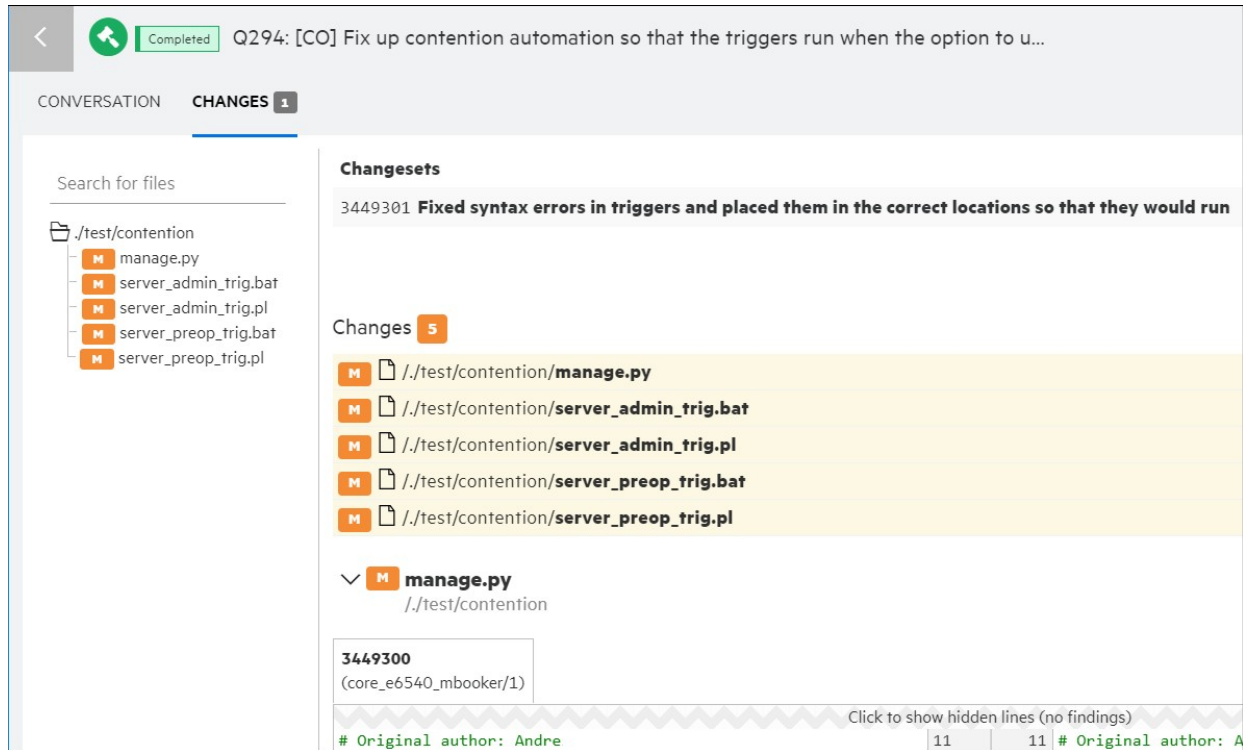 Completed Q294: [CO] Fix up contention automation so that the triggers run when the option to u...
CONVERSATION CHANGES 1
Search for files
./test/contention
M manage.py
M server_admin_trig.bat
M server_admin_trig.pl
M server_preop_trig.bat
M server_preop_trig.pl
Changesets
3449301 Fixed syntax errors in triggers and placed them in the correct locations so that they would run
Changes 5
M /./test/contention/manage.py
M /./test/contention/server_admin_trig.bat
M /./test/contention/server_admin_trig.pl
M /./test/contention/server_preop_trig.bat
M /./test/contention/server_preop_trig.pl
M manage.py
/./test/contention
3449300
(core_e6540_mbooker/1)
Click to show hidden lines (no findings)
# Original author: Andre 11 11 # Original author: A